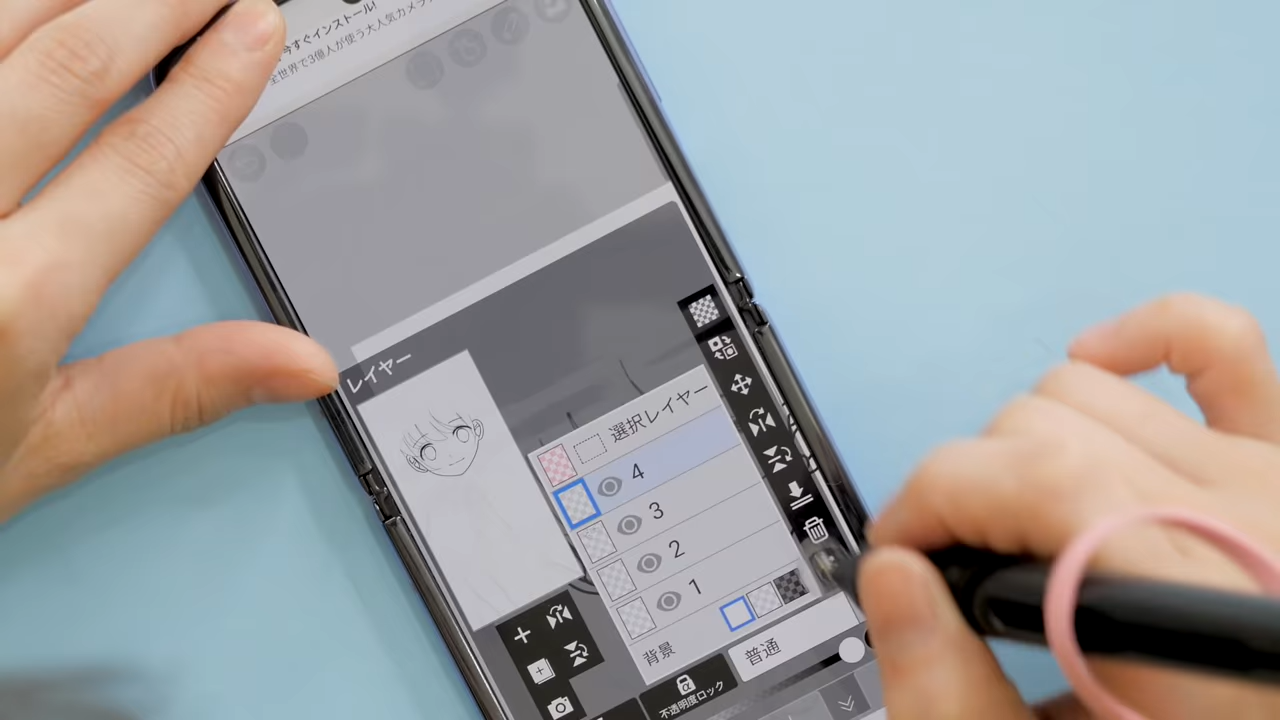 今すぐインストール!
全世界で3億人が使う大人気カメラ
レイヤー
選択レイヤー
4
3
2
1
背景
普通
α
不透明度ロック